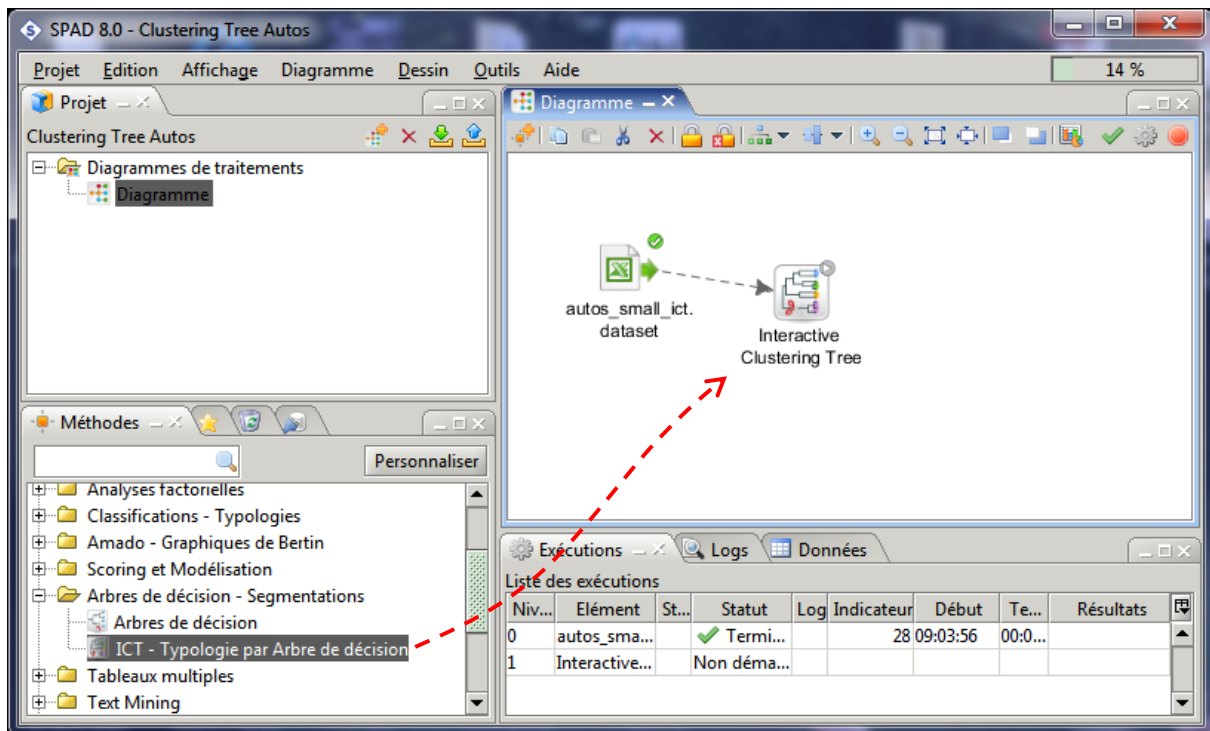 SPAD 8.0 - Clustering Tree Autos
Projet Edition Affichage Diagramme Dessin Outils Aide 14 %
Projet
Clustering Tree Autos
Diagrammes de traitements
Diagramme
Diagramme
autos_small_ict.
dataset
Interactive
Clustering Tree
Méthodes
Personnaliser
Analyses factorielles
Classifications - Typologies
Amado - Graphiques de Bertin
Scoring et Modélisation
Arbres de décision - Segmentations
Arbres de décision
ICT - Typologie par Arbre de décision
Tableaux multiples
Text Mining
Exécutions Logs Données
Liste des exécutions
Niv... Elément St... Statut Log Indicateur Début Te... Résultats
0 autos_sma... Termi... 28 09:03:56 00:0...
1 Interactive... Non déma...